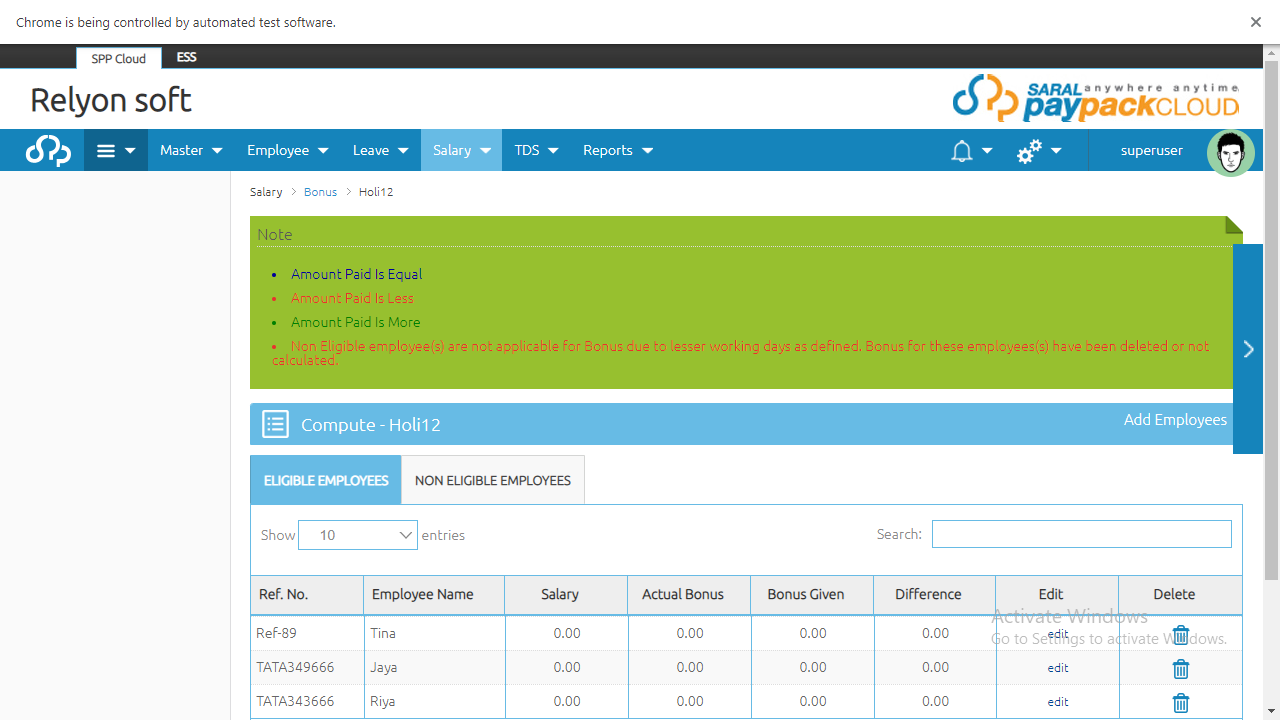 Chrome is being controlled by automated test software.
SPP Cloud ESS
Relyon soft
SARAL anywhere anytime
paypackCLOUD
Master Employee Leave Salary TDS Reports superuser
Salary > Bonus > Holi12
Note
• Amount Paid Is Equal
• Amount Paid Is Less
• Amount Paid Is More
• Non Eligible employee(s) are not applicable for Bonus due to lesser working days as defined. Bonus for these employees(s) have been deleted or not
calculated.
Compute - Holi12 Add Employees
ELIGIBLE EMPLOYEES NON ELIGIBLE EMPLOYEES
Show 10 entries Search:
Ref. No. Employee Name Salary Actual Bonus Bonus Given Difference Edit Delete
Activate Windows
Ref-89 Tina 0.00 0.00 0.00 0.00 edit
Go to Settings to activate Windows.
TATA349666 Jaya 0.00 0.00 0.00 0.00 edit
TATA343666 Riya 0.00 0.00 0.00 0.00 edit